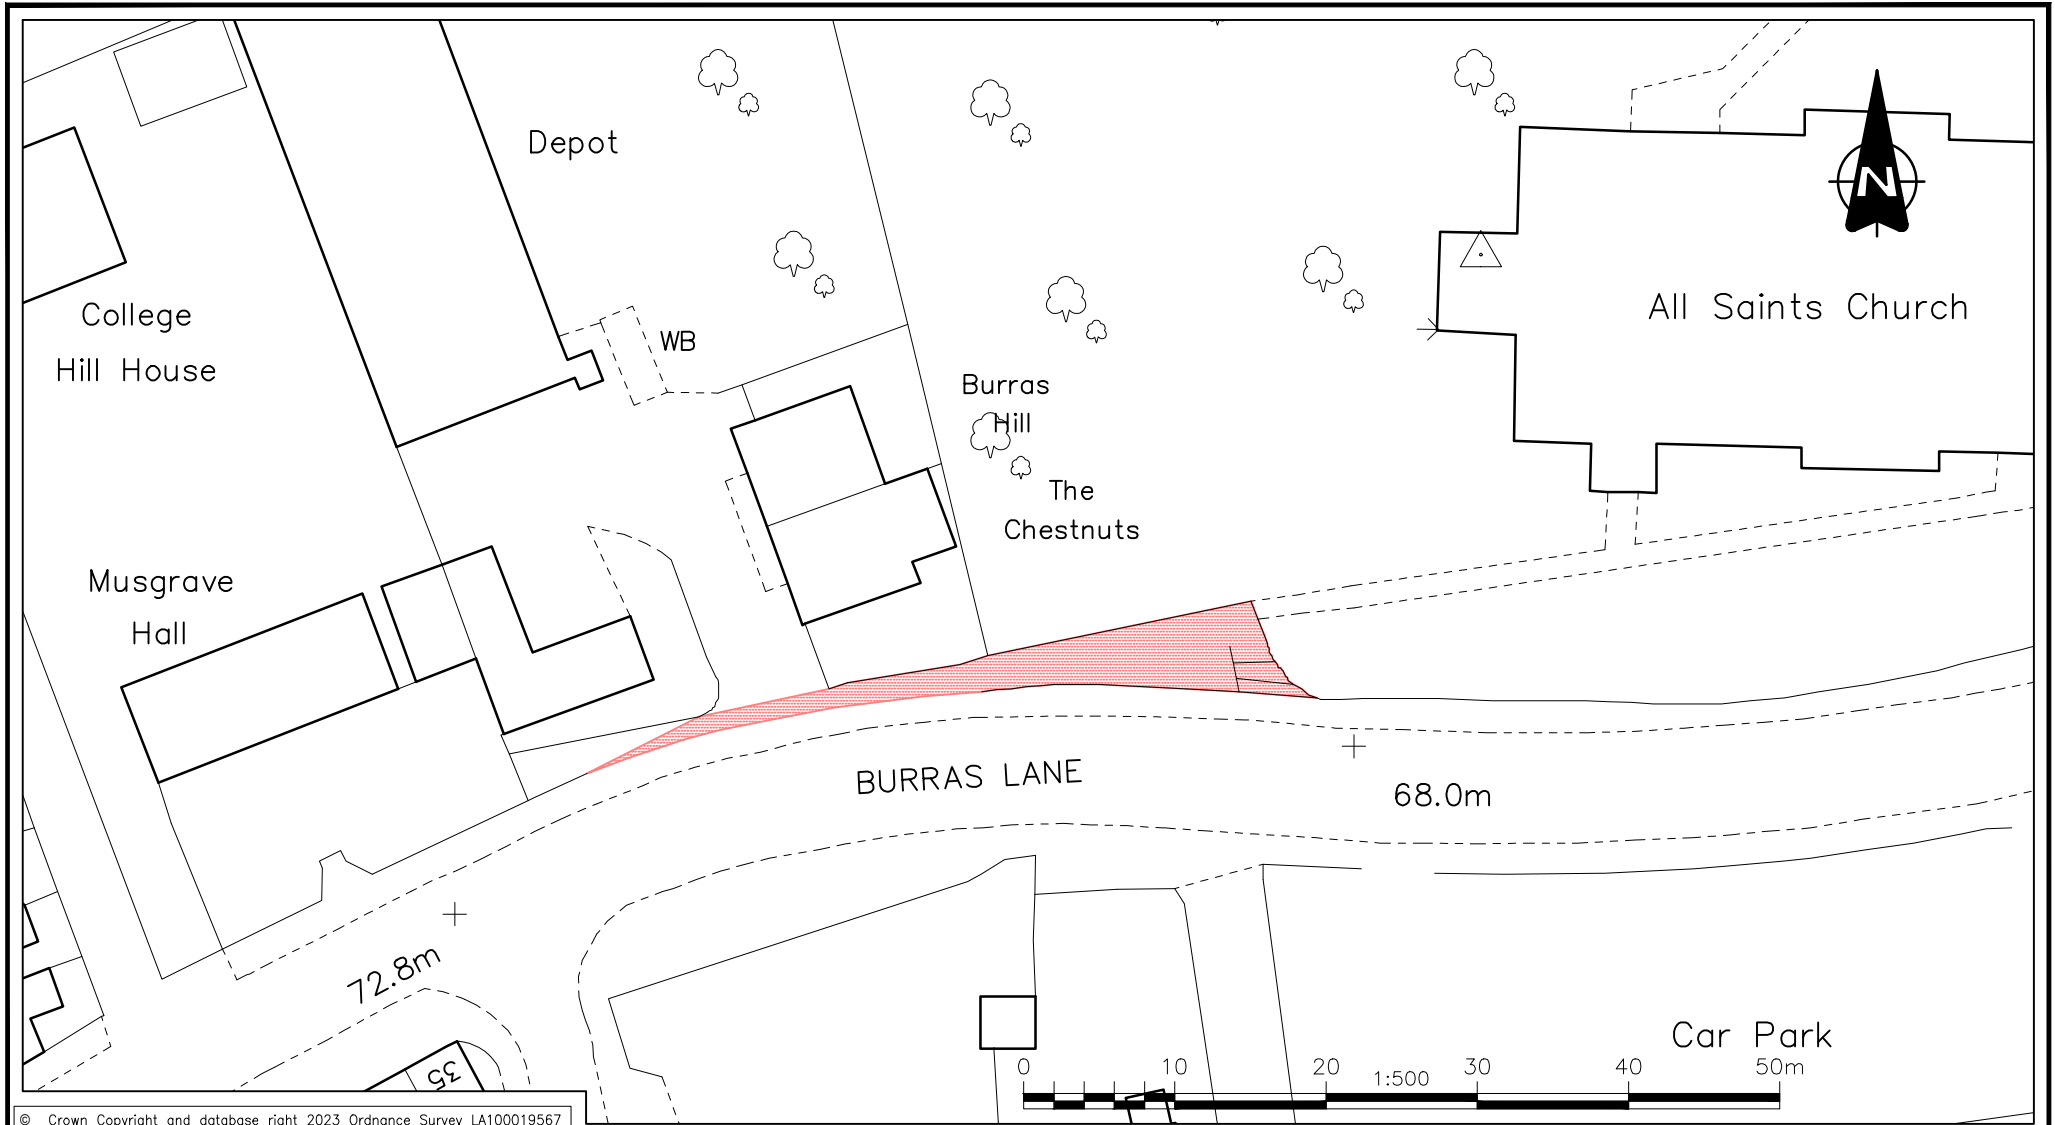 Depot
N
College
Hill House
All Saints Church
WB
Burras
Hill
The
Chestnuts
Musgrave
Hall
BURRAS LANE
68.0m
72.8m
35
Car Park
0 10 20 30 40 50m
1:500
© Crown Copyright and database right 2023 Ordnance Survey LA100019567